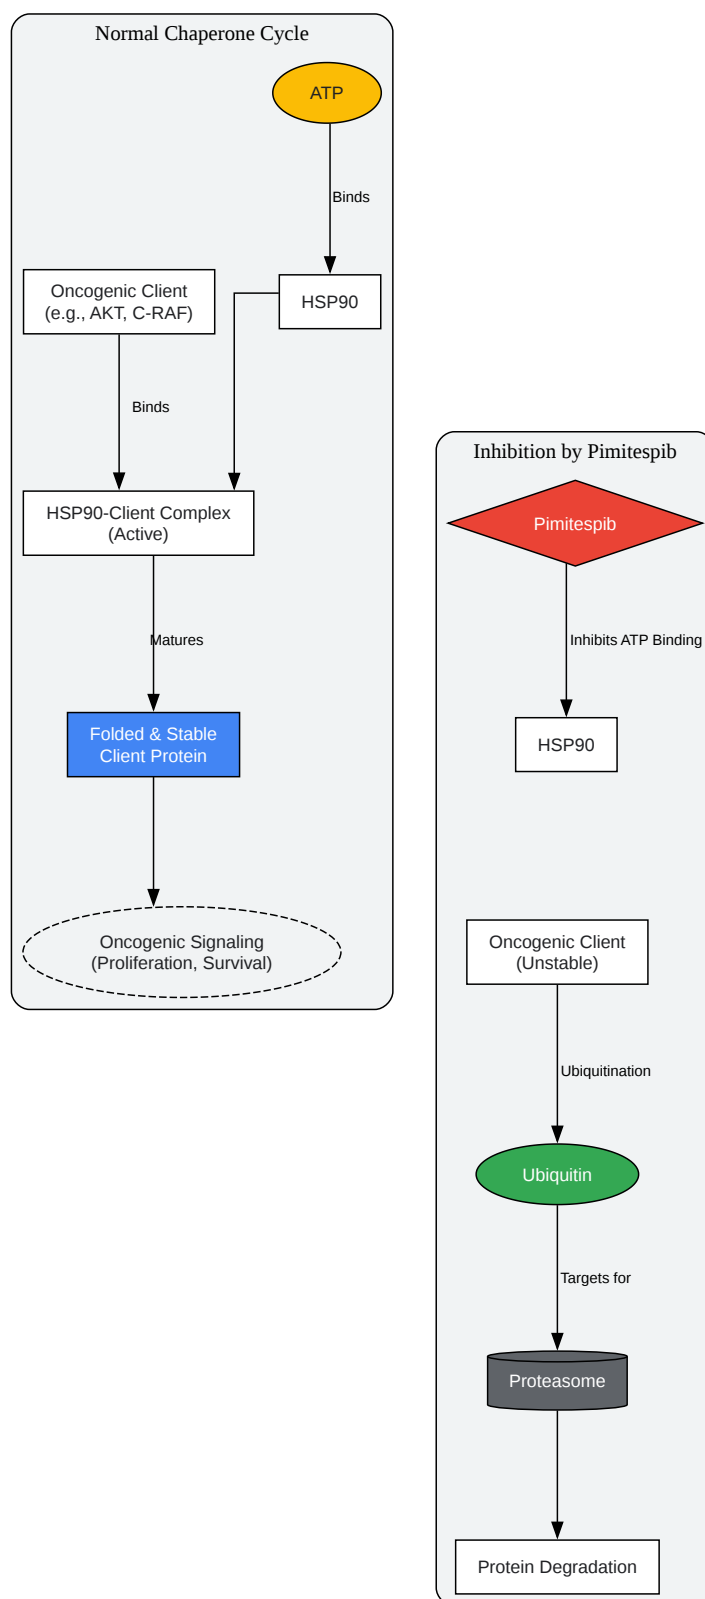 Normal Chaperone Cycle
ATP
Binds
Oncogenic Client
(e.g., AKT, C-RAF)
HSP90
Binds
HSP90-Client Complex
(Active)
Matures
Folded & Stable
Client Protein
Oncogenic Signaling
(Proliferation, Survival)
Inhibition by Pimitespib
Pimitespib
Inhibits ATP Binding
HSP90
Oncogenic Client
(Unstable)
Ubiquitination
Ubiquitin
Targets for
Proteasome
Protein Degradation